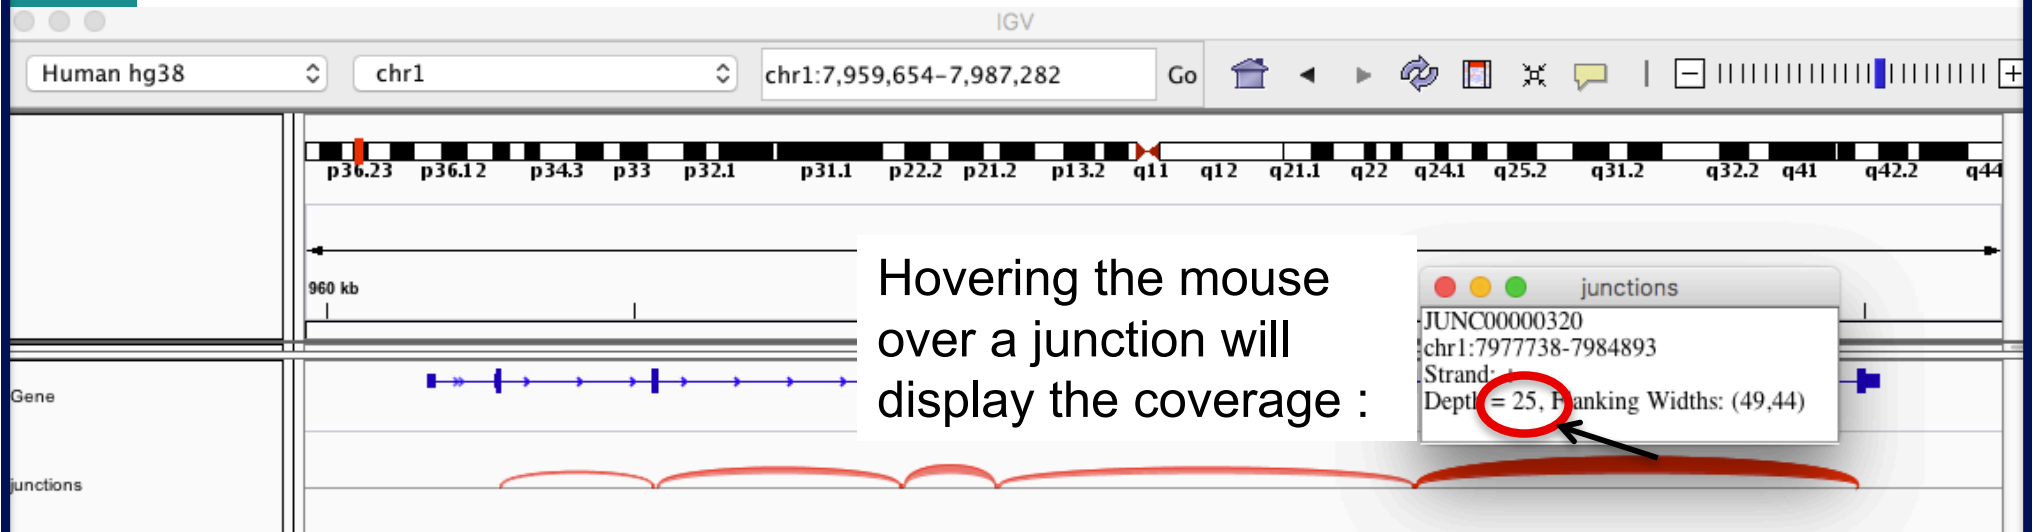 IGV
Human hg38 chr1 chr1:7,959,654-7,987,282 Go
p36.23 p36.12 p34.3 p33 p32.1 p31.1 p22.2 p21.2 p13.2 q11 q12 q21.1 q22 q24.1 q25.2 q31.2 q32.2 q41 q42.2 q44
960 kb
Hovering the mouse
over a junction will
display the coverage :
junctions
JUNC00000320
chr1:7977738-7984893
Strand: +
Depth = 25, Flanking Widths: (49,44)
Gene
junctions